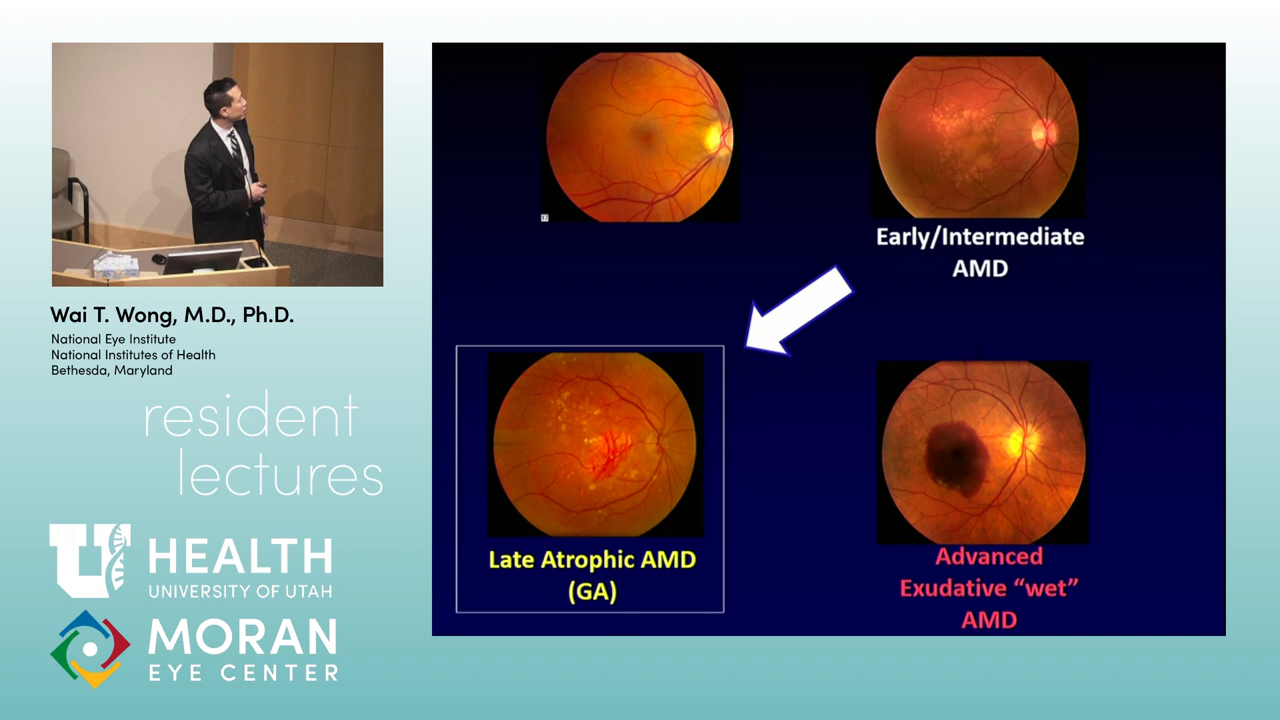 Wai T. Wong, M.D., Ph.D.
National Eye Institute
National Institutes of Health
Bethesda, Maryland
resident
lectures
U
HEALTH
UNIVERSITY OF UTAH
MORAN
EYE CENTER
Early/Intermediate
AMD
Late Atrophic AMD
(GA)
Advanced
Exudative “wet”
AMD